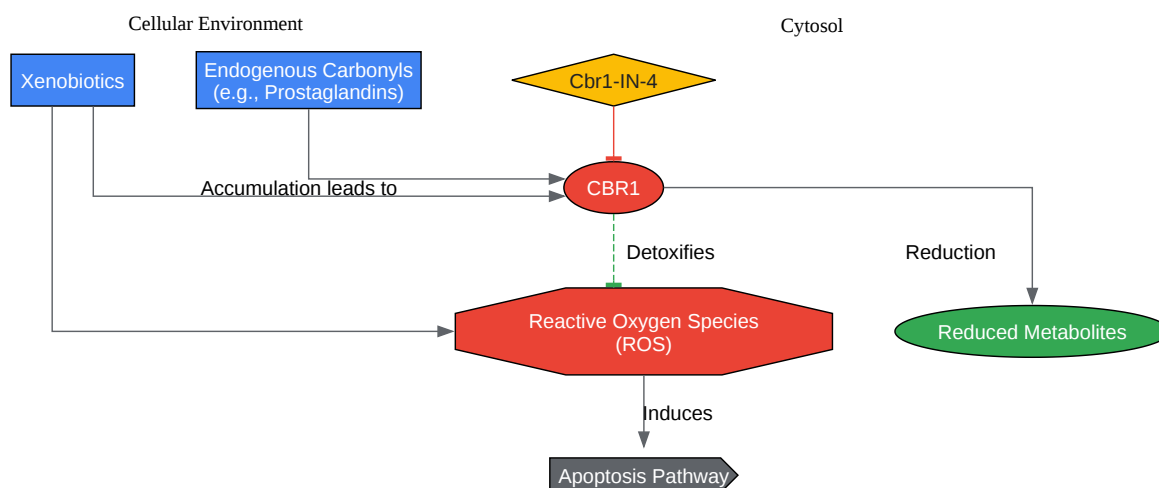 Cellular Environment
Cytosol
Xenobiotics
Endogenous Carbonyls
(e.g., Prostaglandins)
Cbr1-IN-4
Accumulation leads to
CBR1
Detoxifies
Reduction
Reactive Oxygen Species
(ROS)
Reduced Metabolites
Induces
Apoptosis Pathway